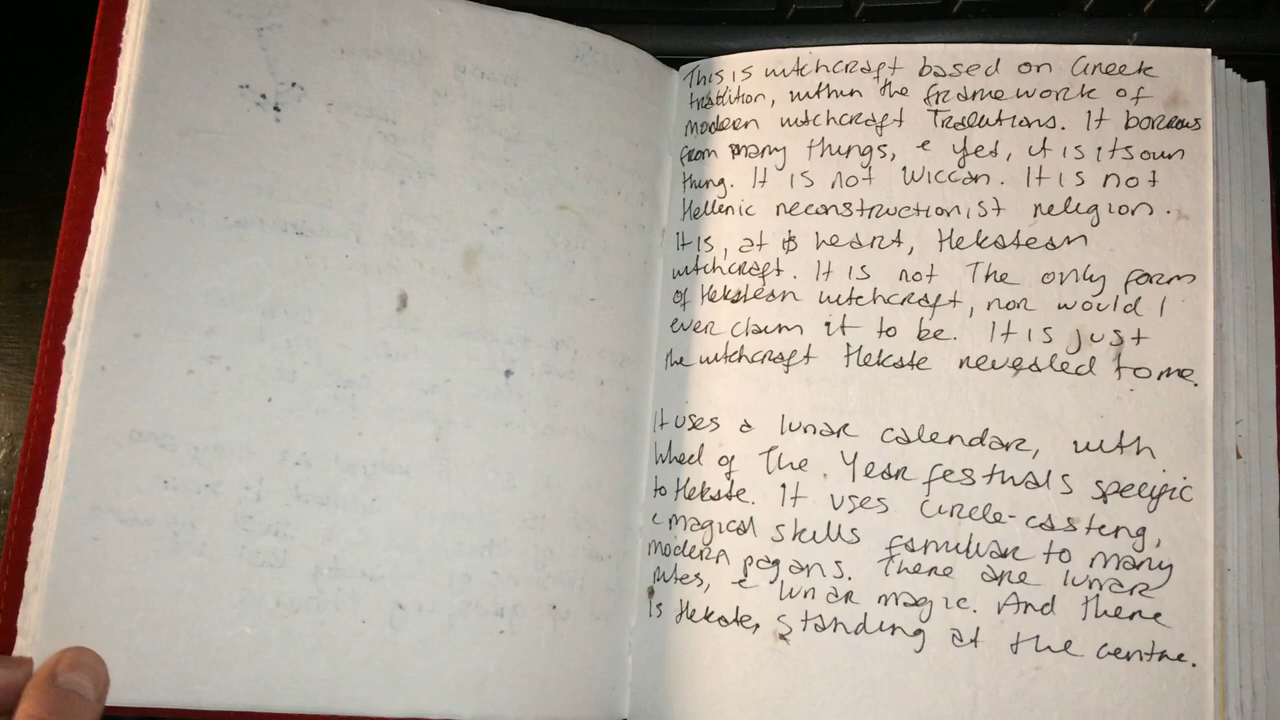 This is witchcraft based on Greek
tradition, within the framework of
modern witchcraft Traditions. It borrows
from many things, & yet, it is its own
thing. It is not Wiccan. It is not
Hellenic reconstructionist religion.
It is, at its heart, Hekatean
witchcraft. It is not The only form
of Hekatean witchcraft, nor would I
ever claim it to be. It is just
the witchcraft Hekate revealed to me.
It uses a lunar calendar, with
Wheel of The Year festivals specific
to Hekate. It uses circle-casting,
& magical skills familiar to many
modern pagans. There are lunar
rites, & lunar magic. And there
is Hekate, standing at the centre.